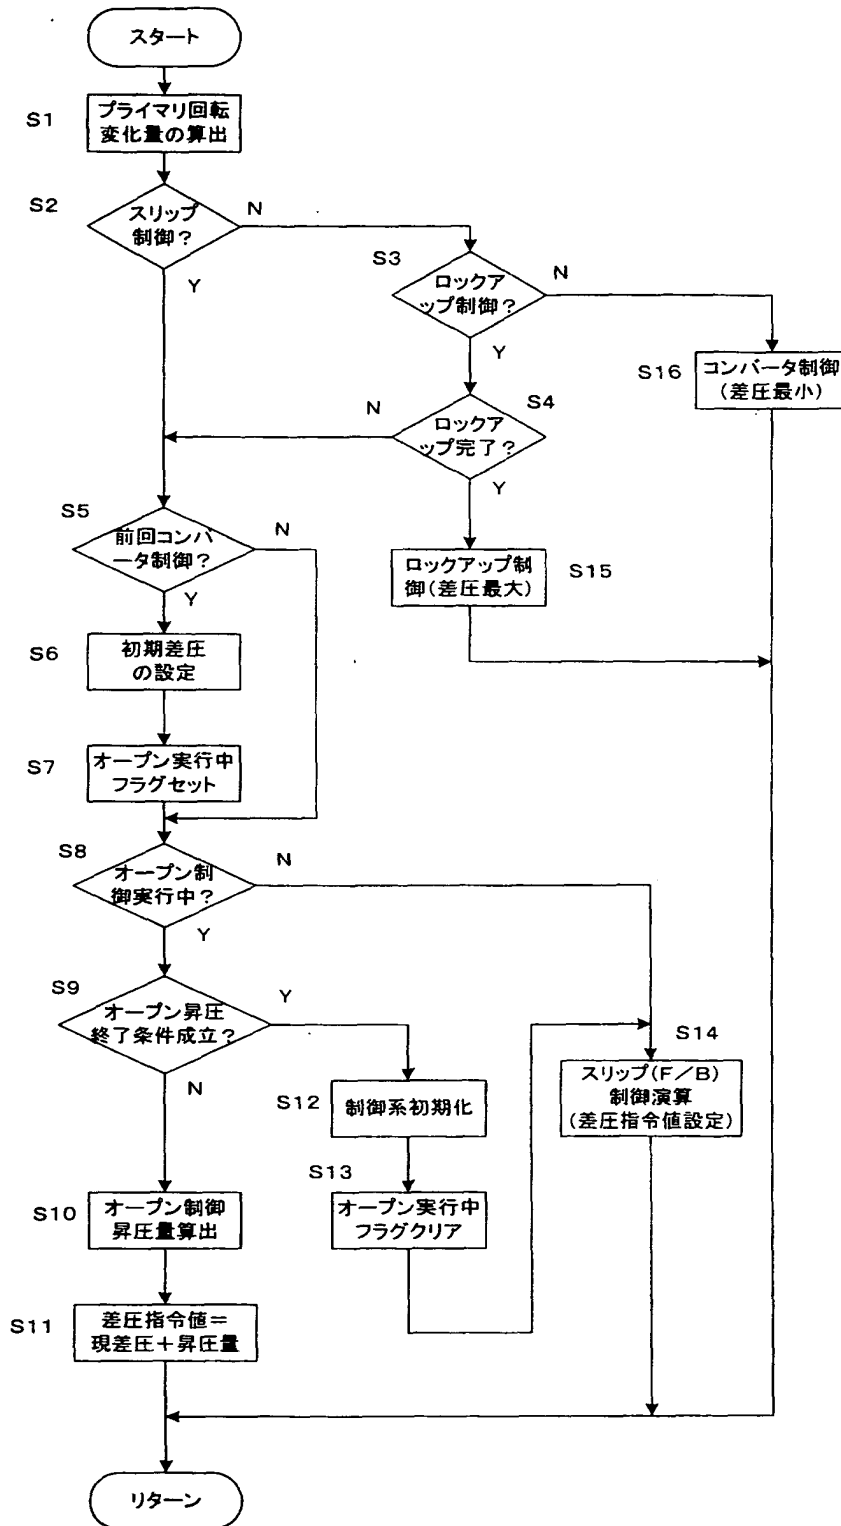 スタート
S1
プライマリ回転
変化量の算出
S2
スリップ
制御？
N
Y
S3
ロックア
ップ制御？
N
Y
S16
コンバータ制御
(差圧最小)
S4
ロックア
ップ完了？
N
Y
S5
前回コンバ
ータ制御？
N
Y
S15
ロックアップ制
御(差圧最大)
S6
初期差圧
の設定
S7
オープン実行中
フラグセット
S8
オープン制
御実行中？
N
Y
S9
オープン昇圧
終了条件成立？
Y
N
S14
スリップ(F／B)
制御演算
(差圧指令値設定)
S12
制御系初期化
S13
オープン実行中
フラグクリア
S10
オープン制御
昇圧量算出
S11
差圧指令値＝
現差圧＋昇圧量
リターン